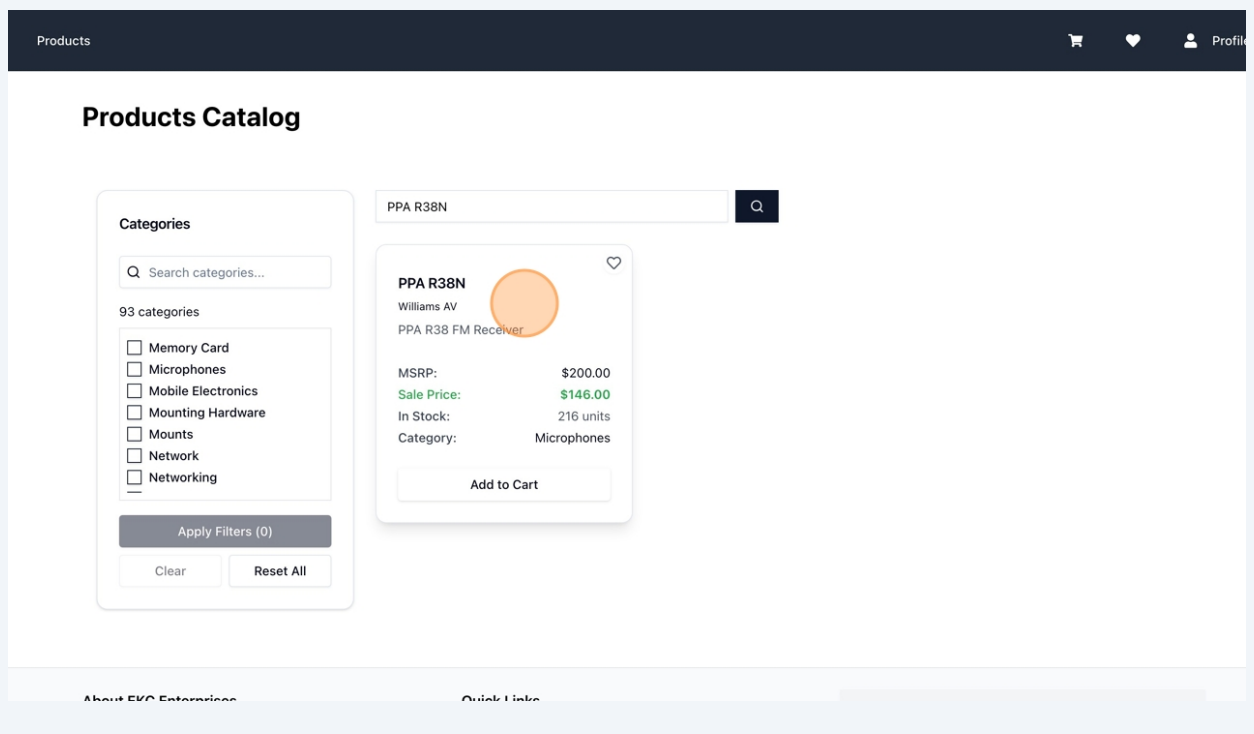 Products
Profile
Products Catalog
Categories
Search categories...
93 categories
Memory Card
Microphones
Mobile Electronics
Mounting Hardware
Mounts
Network
Networking
Apply Filters (0)
Clear Reset All
PPA R38N
PPA R38N
Williams AV
PPA R38 FM Receiver
MSRP: $200.00
Sale Price: $146.00
In Stock: 216 units
Category: Microphones
Add to Cart
About EKC Enterprises
Quick Links